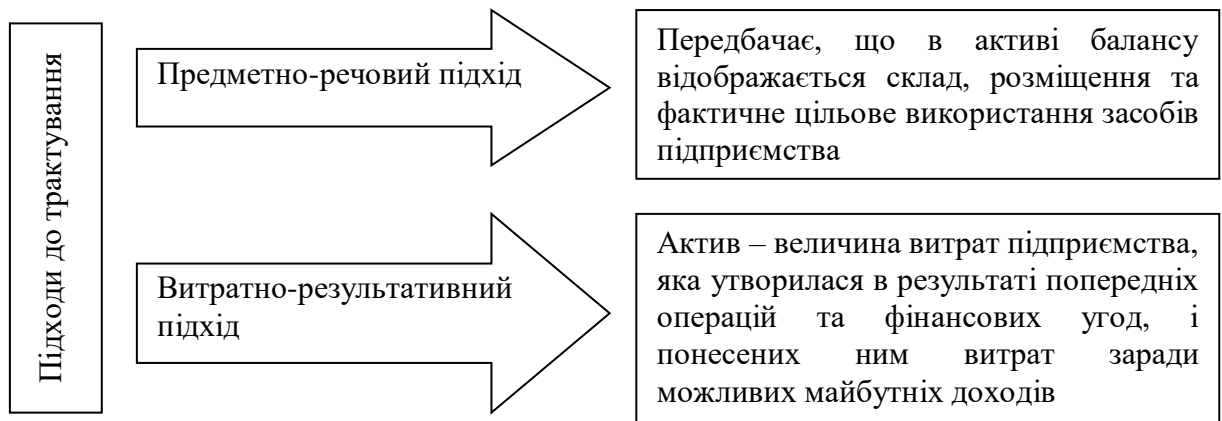 Підходи до трактування
Предметно-речовий підхід
Передбачає, що в активі балансу
відображається склад, розміщення та
фактичне цільове використання засобів
підприємства
Витратно-результативний
підхід
Актив – величина витрат підприємства,
яка утворилася в результаті попередніх
операцій та фінансових угод, і
понесених ним витрат заради
можливих майбутніх доходів